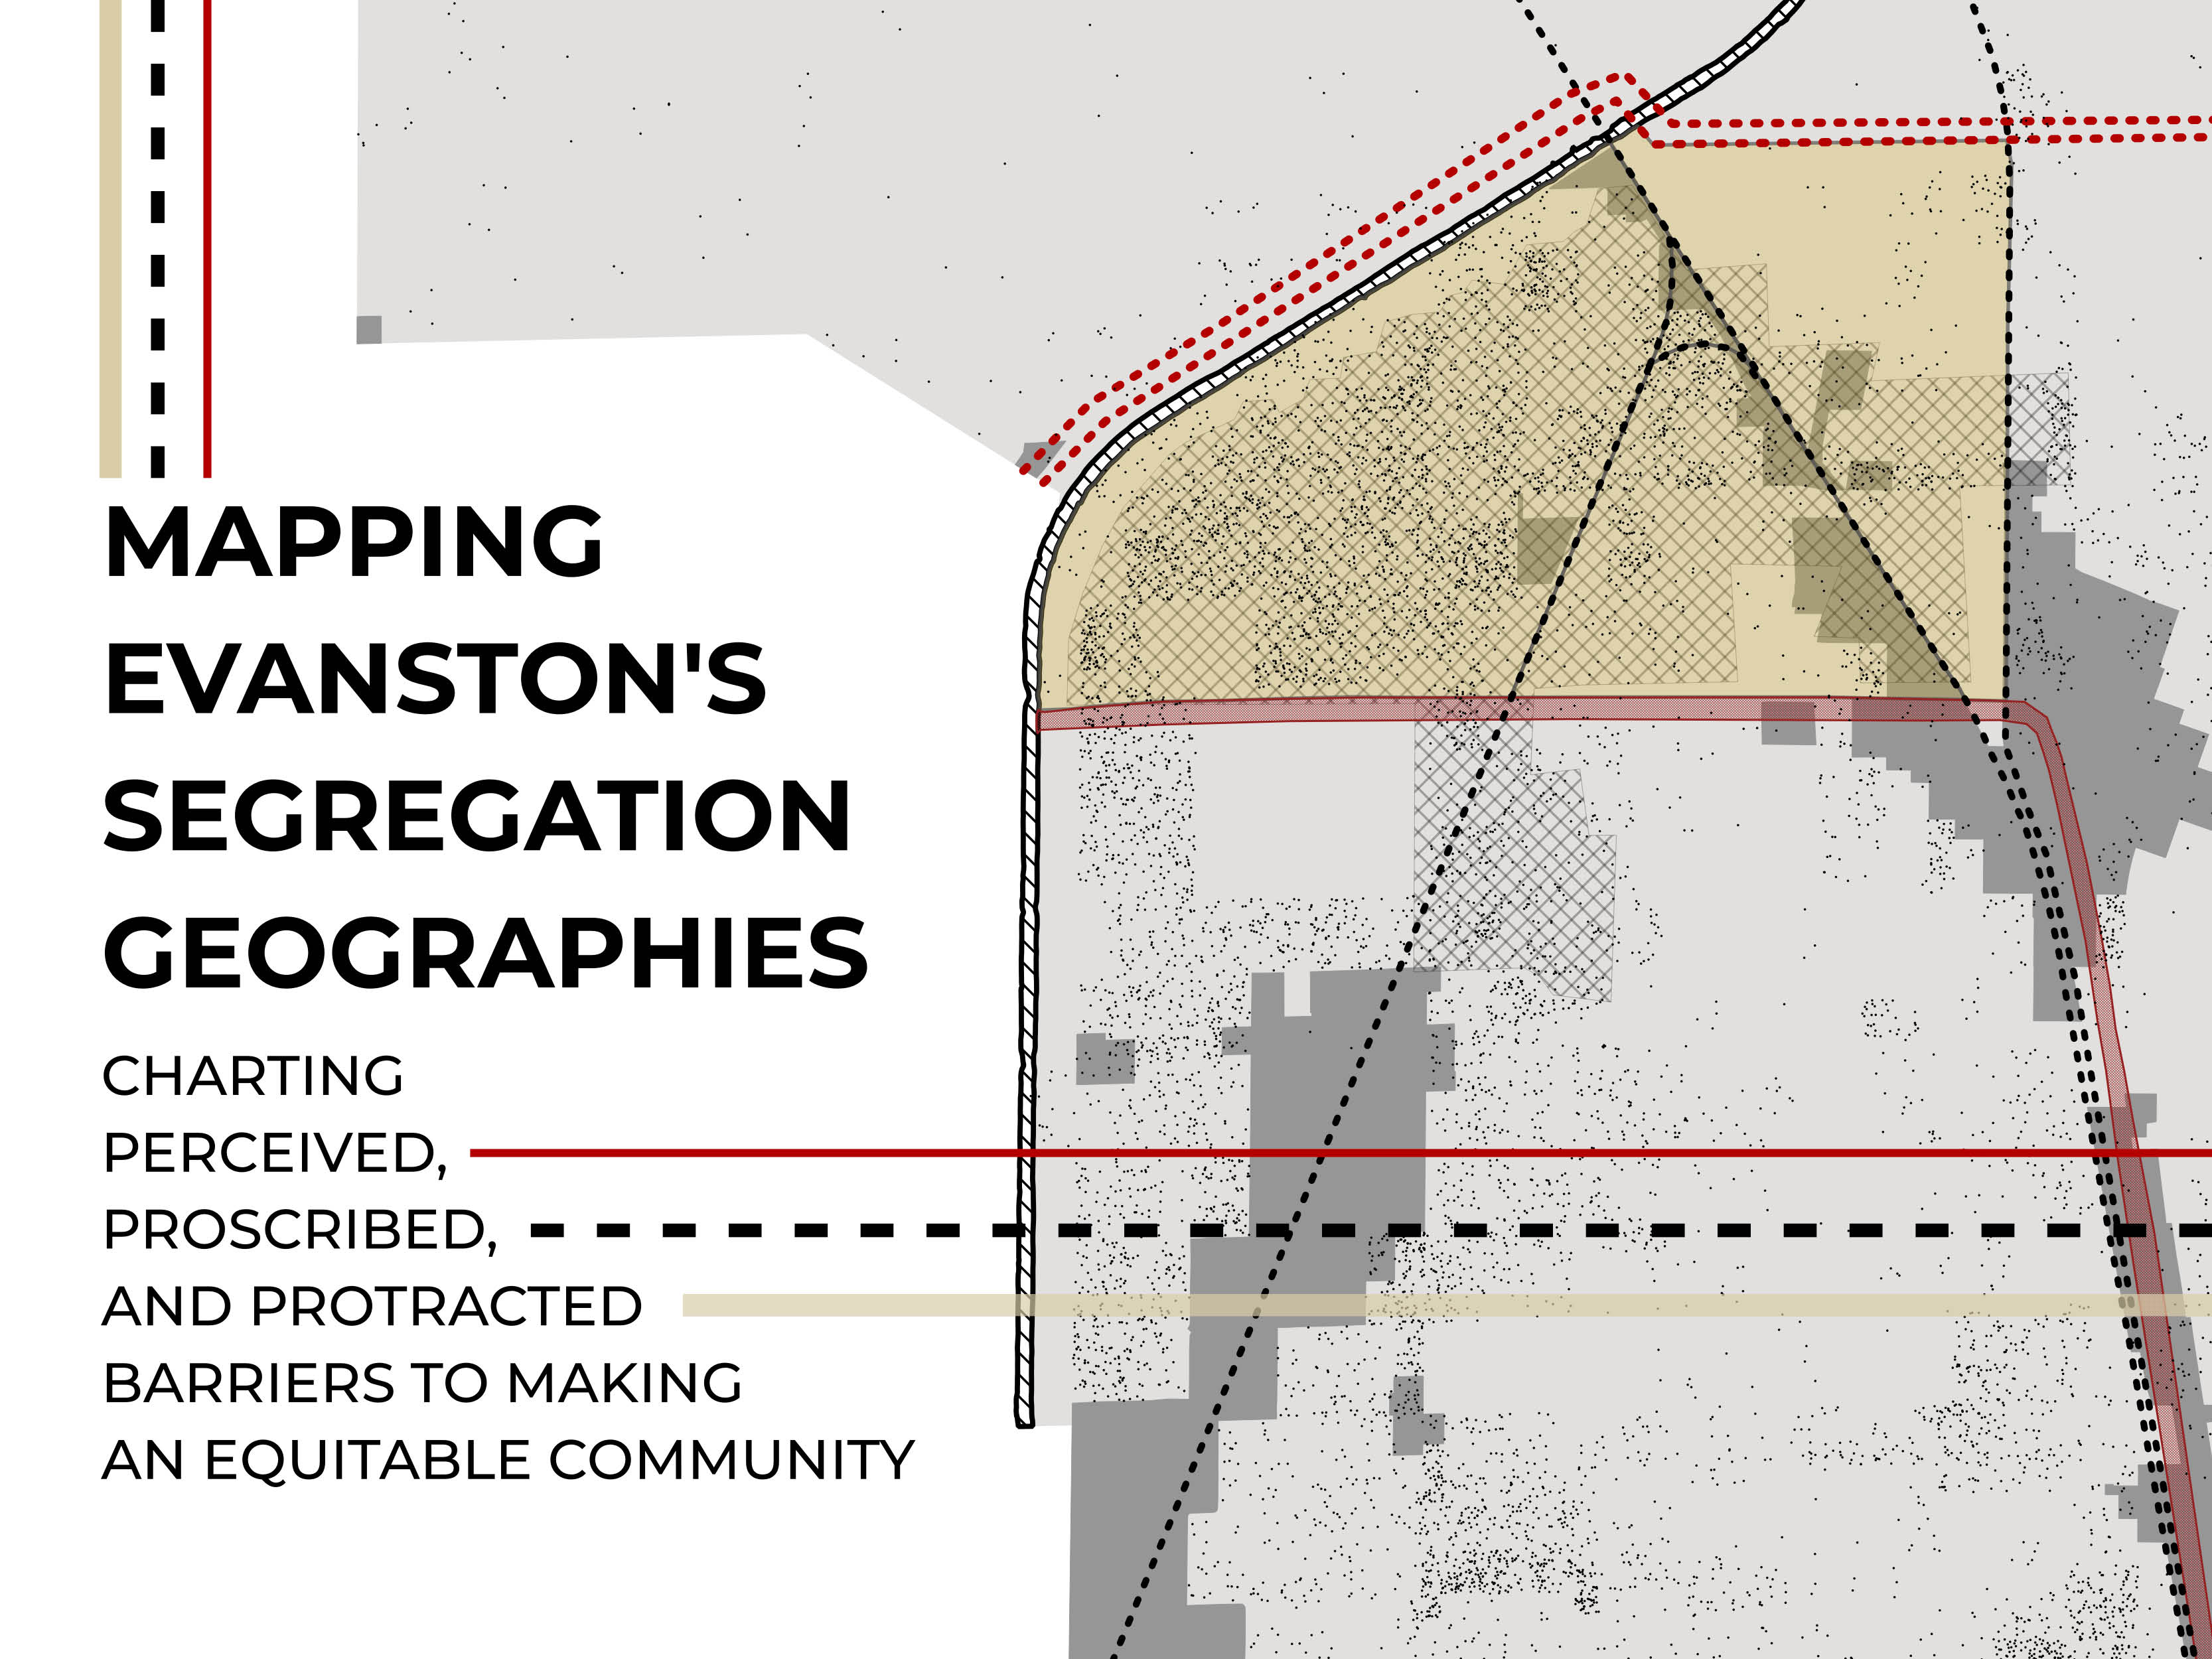 MAPPING
EVANSTON'S
SEGREGATION
GEOGRAPHIES
CHARTING
PERCEIVED,
PROSCRIBED,
AND PROTRACTED
BARRIERS TO MAKING
AN EQUITABLE COMMUNITY